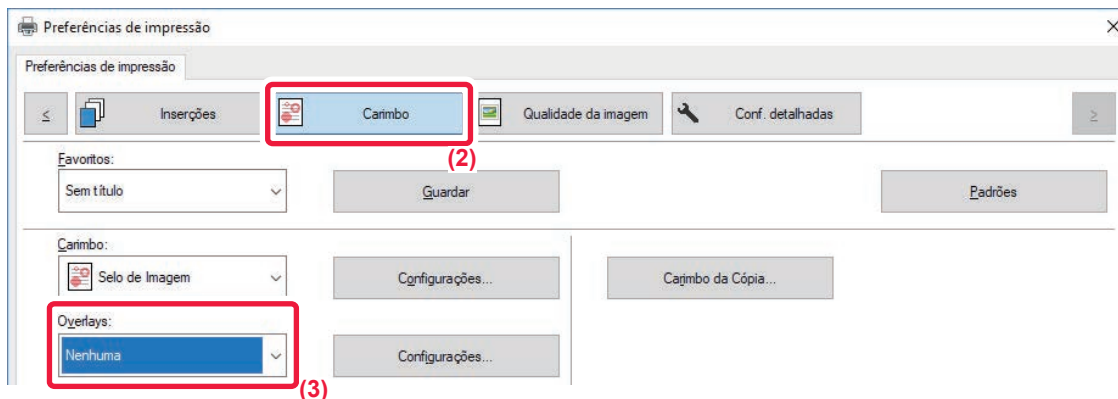 Preferências de impressão
Preferências de impressão
< Inserções Carimbo Qualidade da imagem Conf. detalhadas >
(2)
Favoritos:
Sem título Guardar Padrões
Carimbo:
Selo de Imagem Configurações... Carimbo da Cópia...
Overlays:
Nenhuma Configurações...
(3)